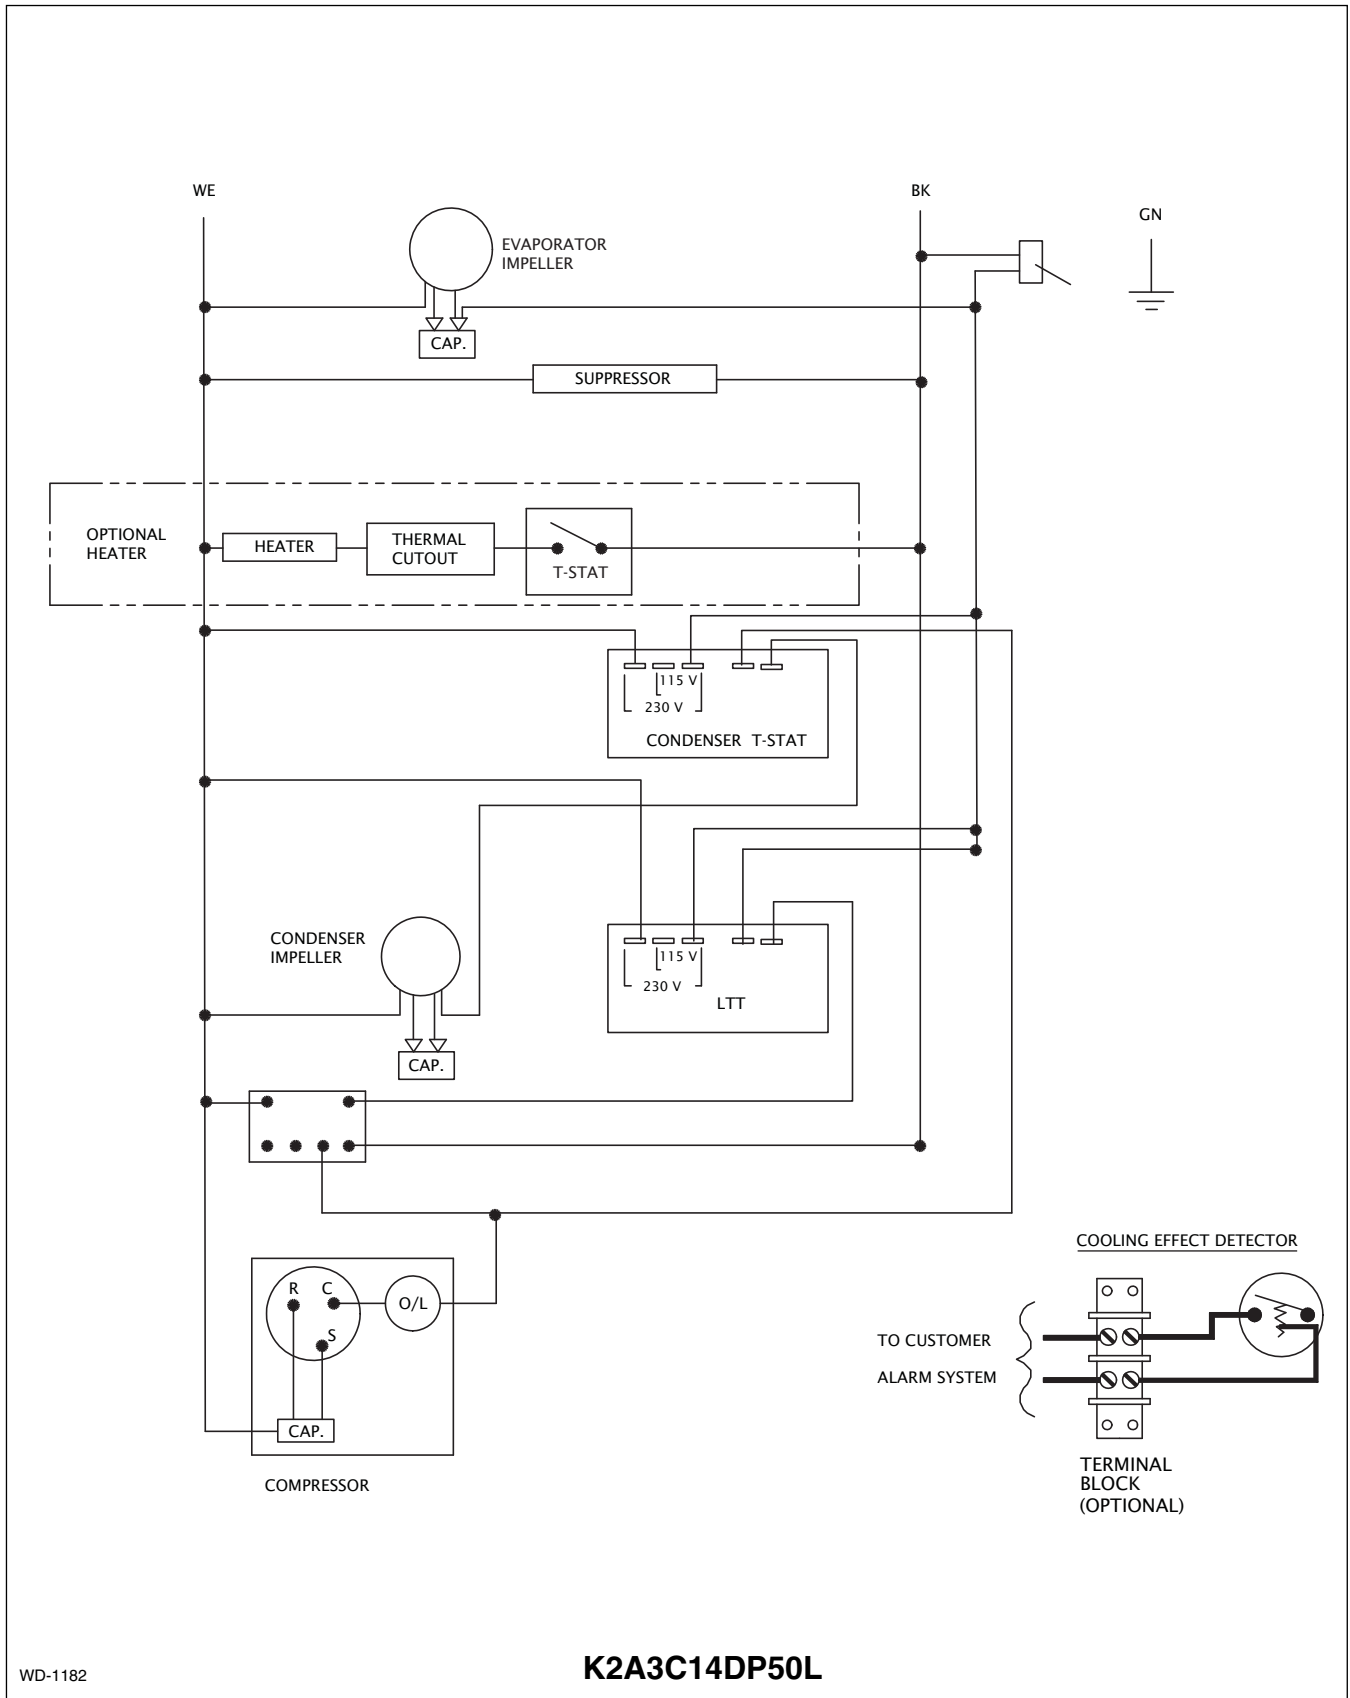 WE
BK
GN
EVAPORATOR
IMPELLER
CAP.
SUPPRESSOR
OPTIONAL
HEATER
HEATER
THERMAL
CUTOUT
T-STAT
115 V
230 V
CONDENSER T-STAT
CONDENSER
IMPELLER
CAP.
115 V
230 V
LTT
R
C
S
O/L
CAP.
COMPRESSOR
COOLING EFFECT DETECTOR
TO CUSTOMER
ALARM SYSTEM
TERMINAL
BLOCK
(OPTIONAL)
WD-1182
K2A3C14DP50L